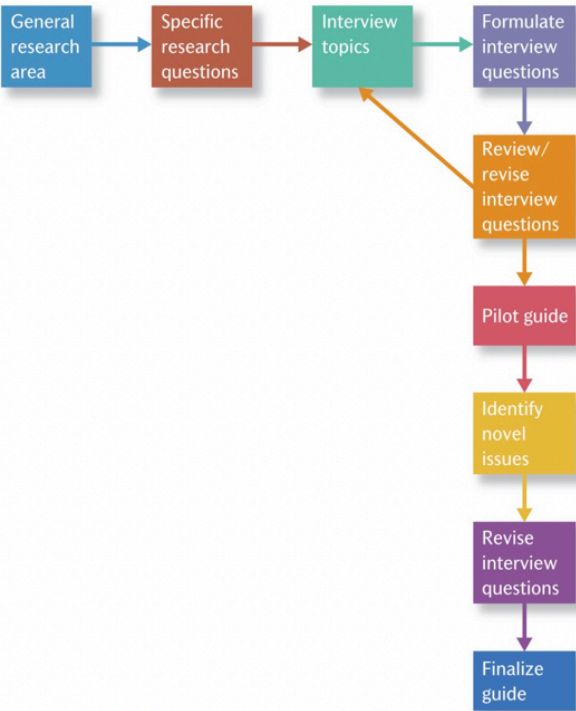 General
research
area
Specific
research
questions
Interview
topics
Formulate
interview
questions
Review/
revise
interview
questions
Pilot guide
Identify
novel
issues
Revise
interview
questions
Finalize
guide